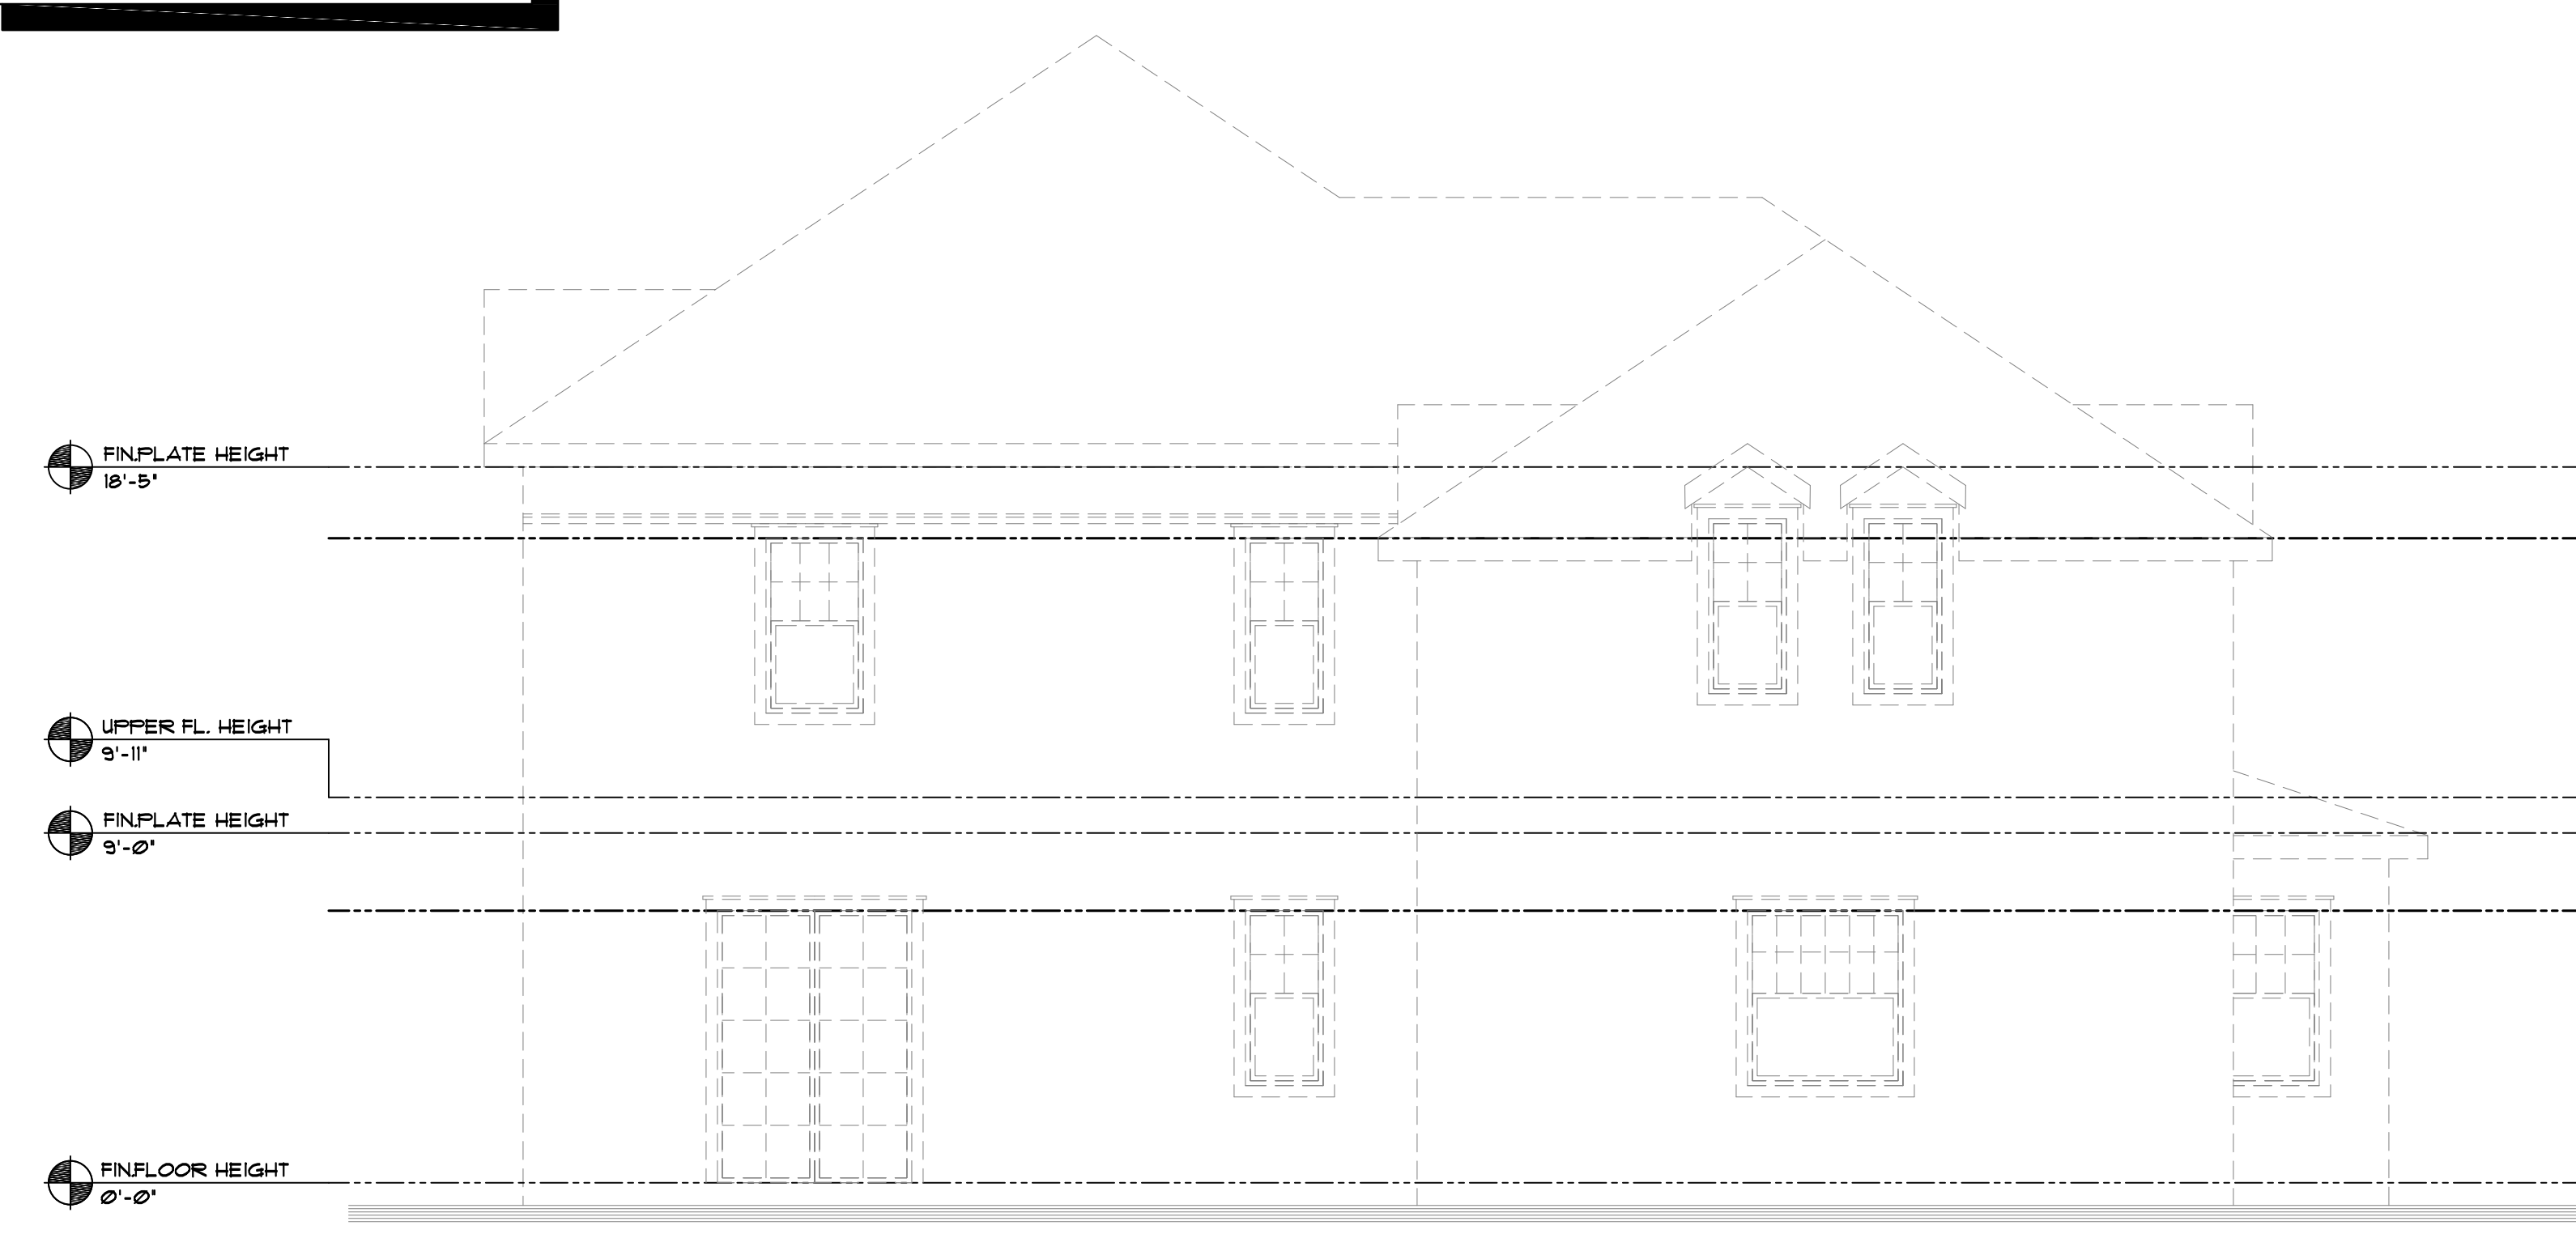 FIN.PLATE HEIGHT
18'-5"
UPPER FL. HEIGHT
9'-11"
FIN.PLATE HEIGHT
9'-0"
FIN.FLOOR HEIGHT
0'-0"